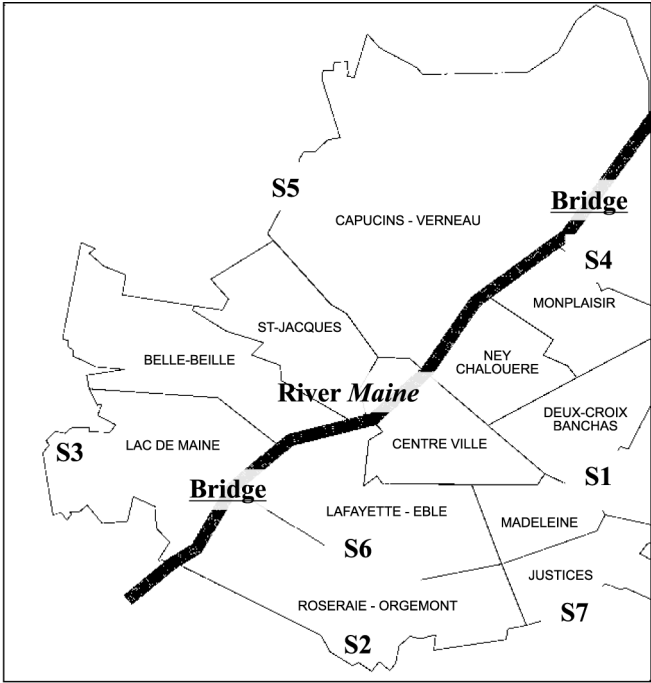 S5
Bridge
CAPUCINS - VERNEAU
S4
MONPLAISIR
ST-JACQUES
BELLE-BEILLE
NEY
CHALOUERE
River Maine
DEUX-CROIX
BANCHAS
LAC DE MAINE
CENTRE VILLE
S3
S1
Bridge
LAFAYETTE - EBLE
MADELEINE
S6
JUSTICES
ROSERAIE - ORGEMONT
S7
S2